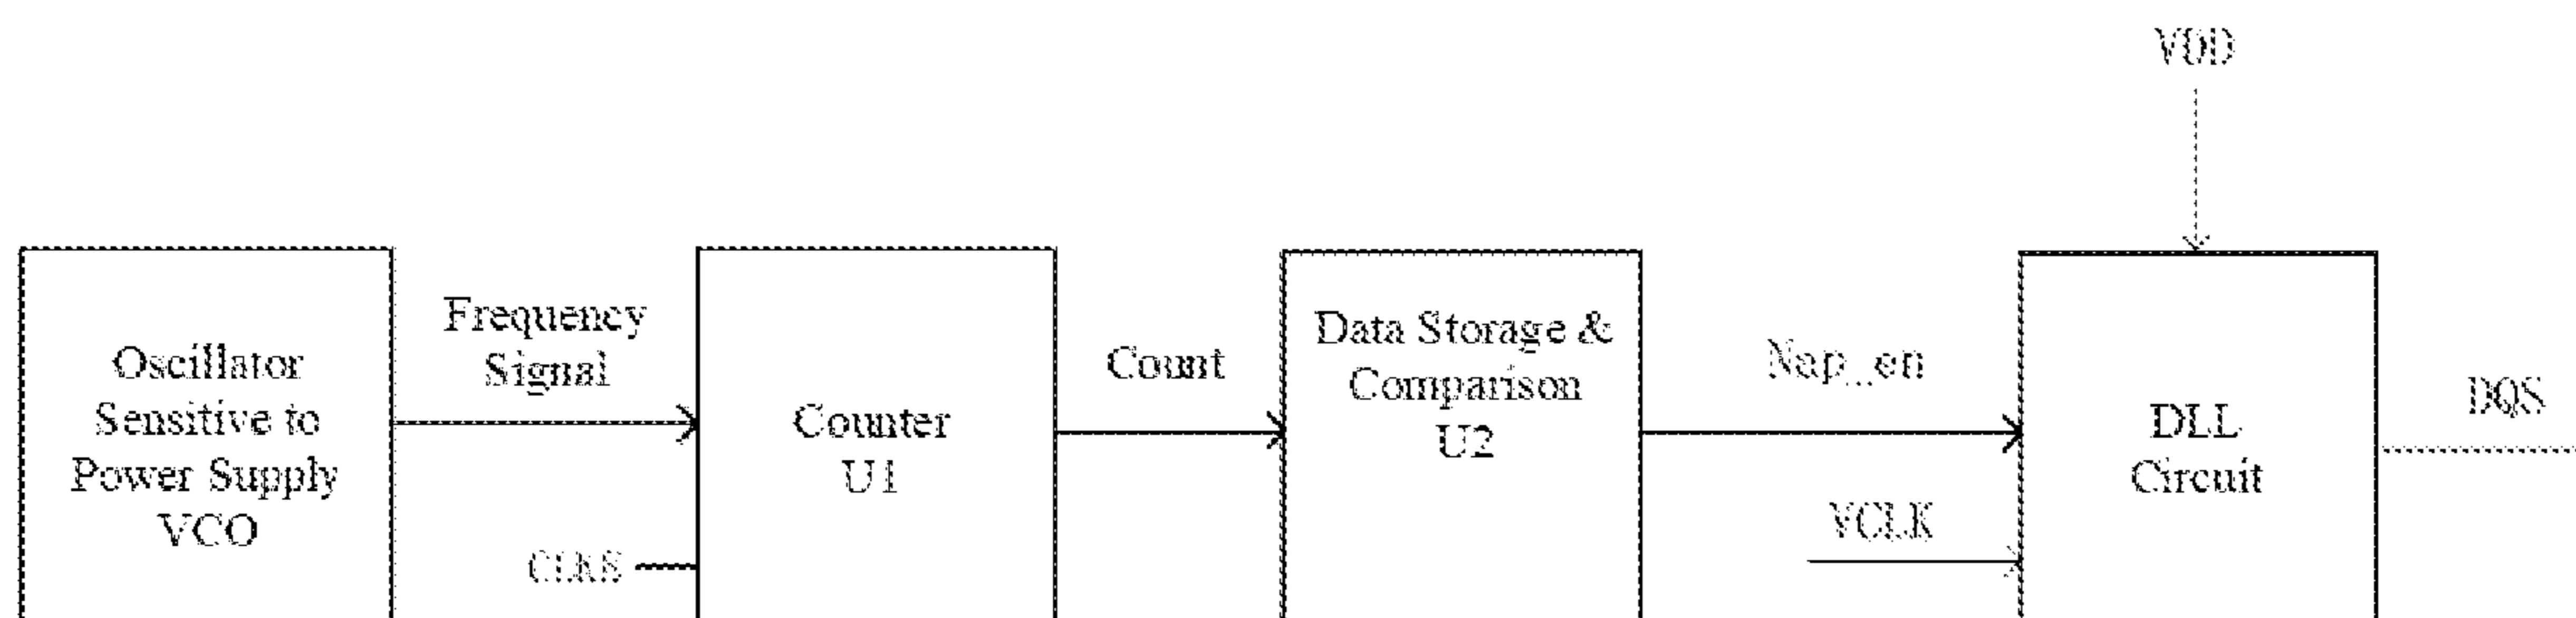 VDD
Oscillator
Sensitive to
Power Supply
VCO
Frequency
Signal
Counter
U1
Count
Data Storage &
Comparison
U2
Nap_en
VCLK
DLL
Circuit
DQS